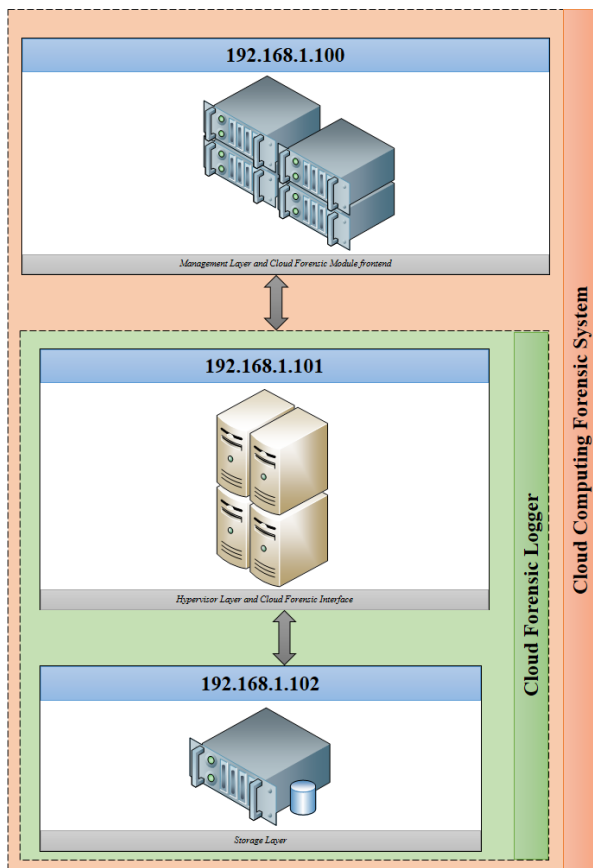 192.168.1.100
Management Layer and Cloud Forensic Module frontend
192.168.1.101
Hypervisor Layer and Cloud Forensic Interface
192.168.1.102
Storage Layer
Cloud Forensic Logger
Cloud Computing Forensic System